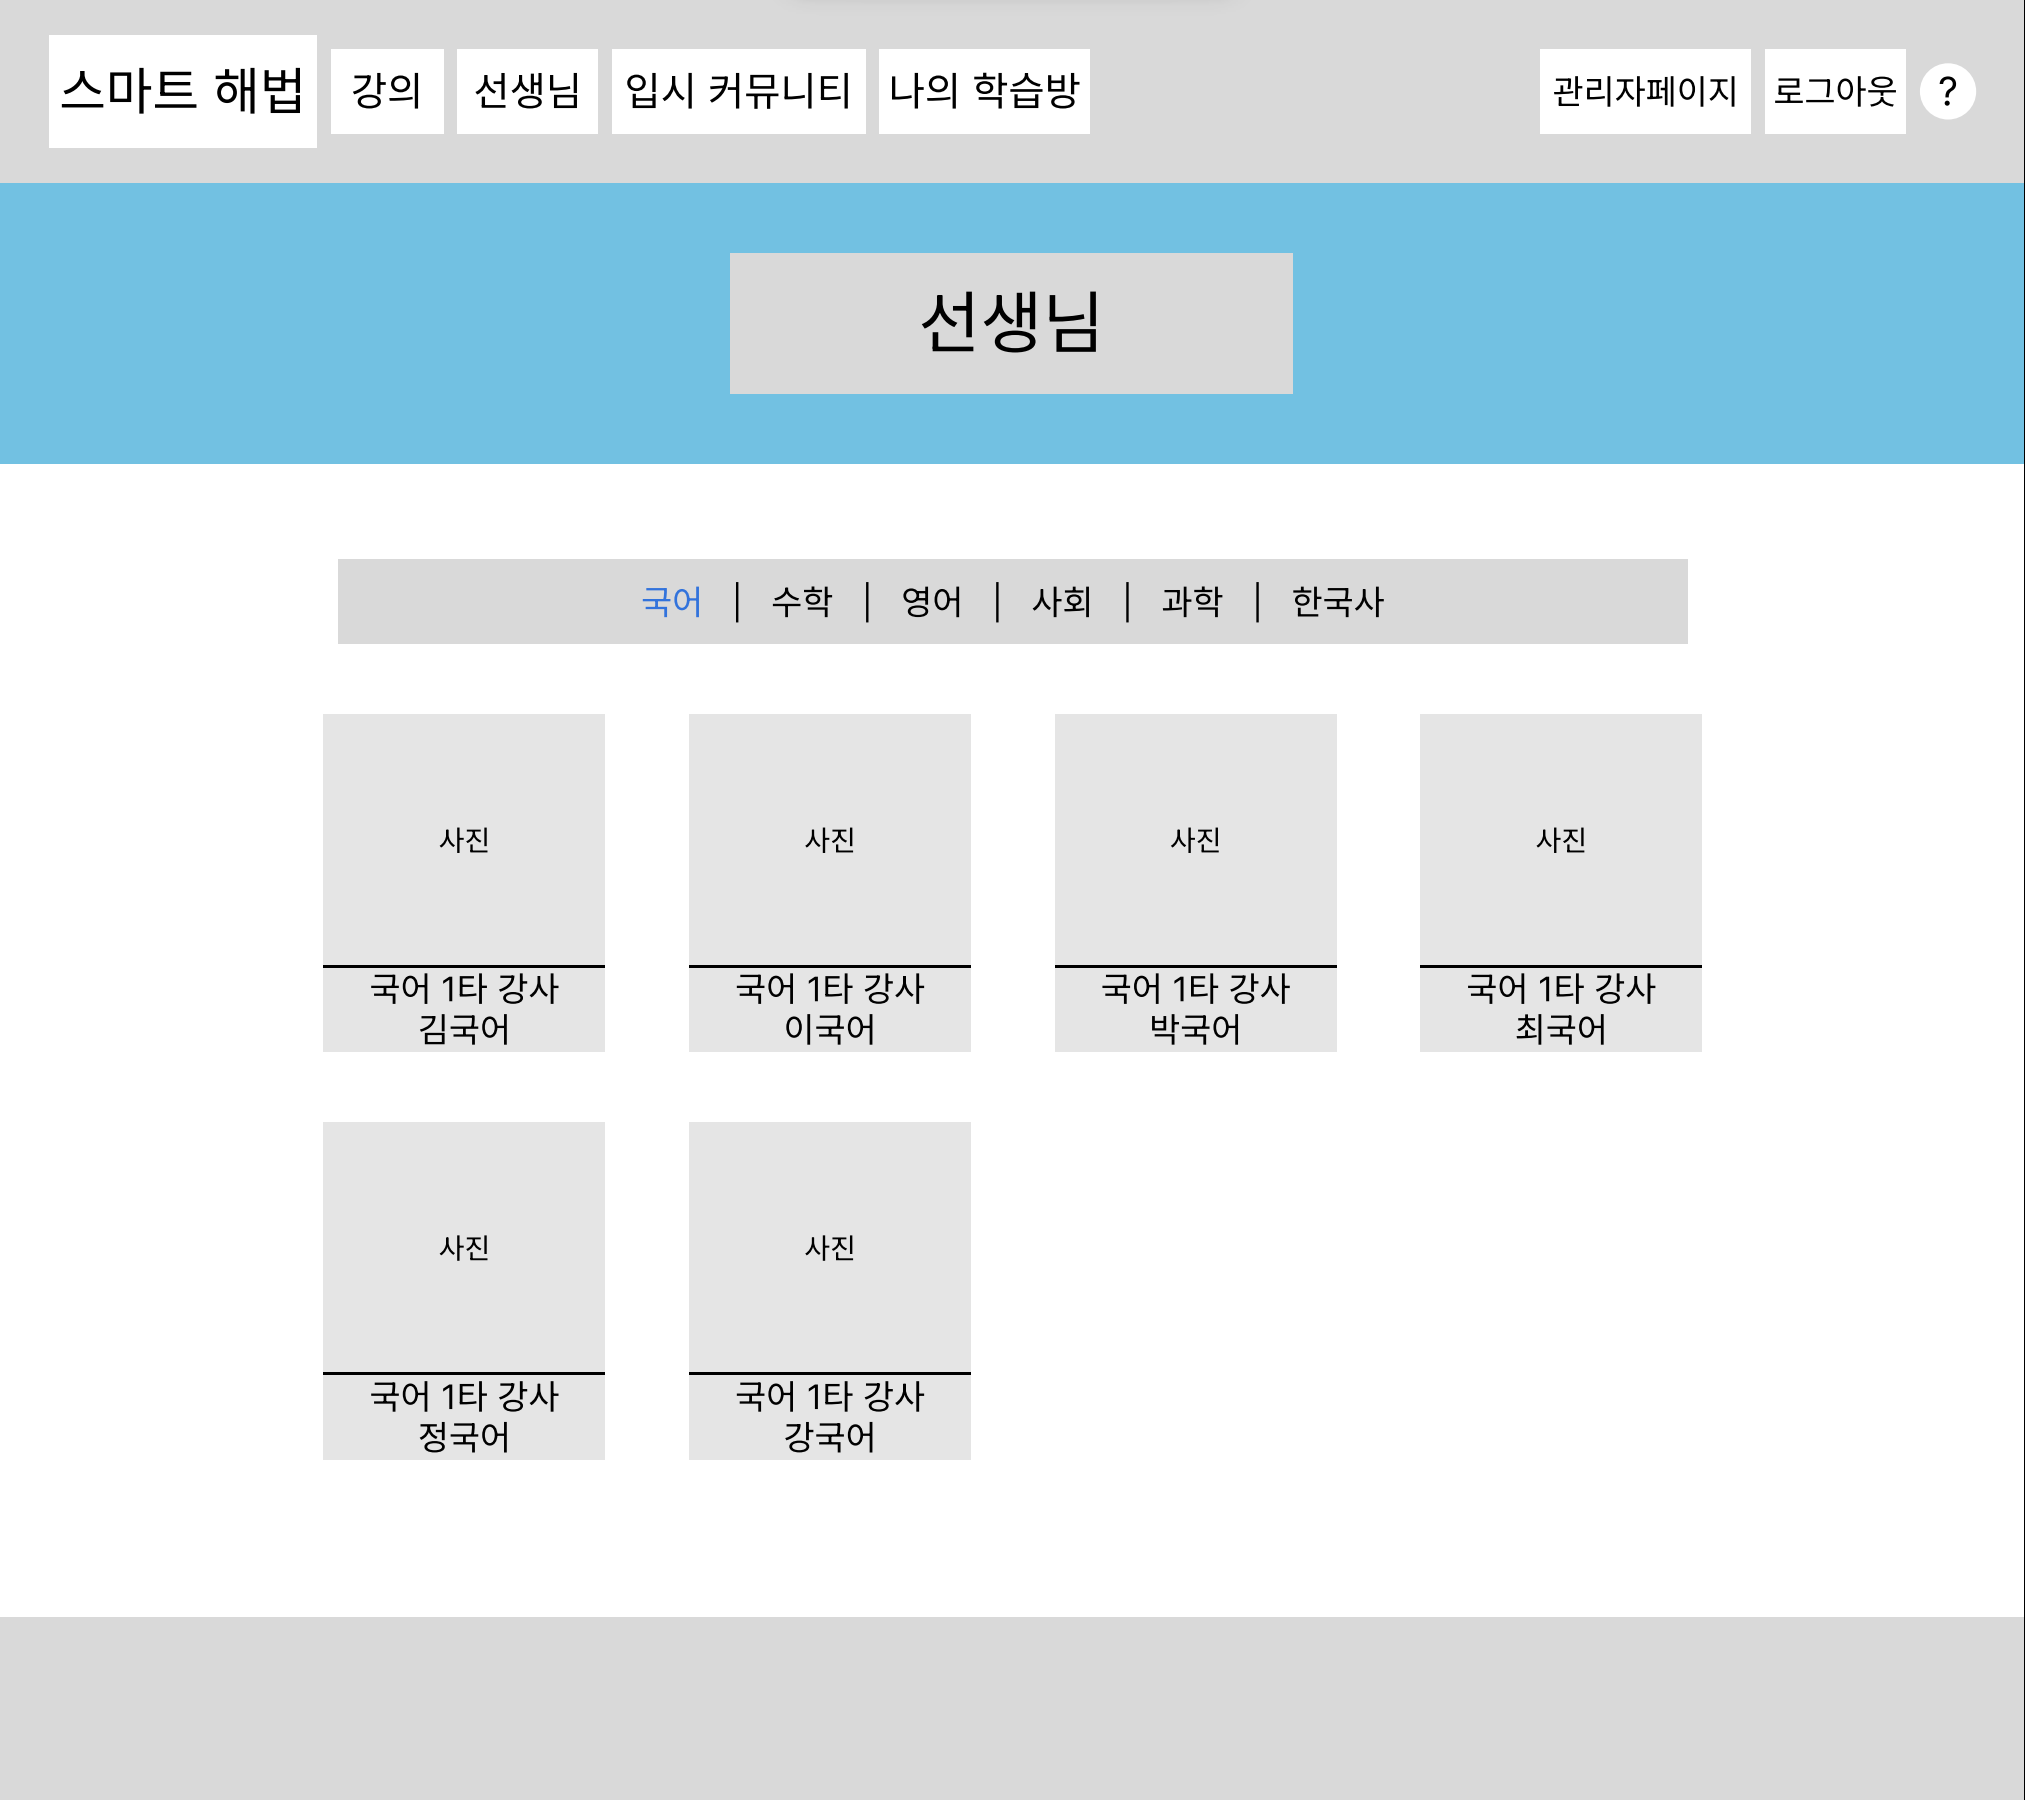 스마트 해법 강의 선생님 입시 커뮤니티 나의 학습방 관리자페이지 로그아웃 ?
선생님
국어 | 수학 | 영어 | 사회 | 과학 | 한국사
사진 사진 사진 사진
국어 1타 강사 국어 1타 강사 국어 1타 강사 국어 1타 강사
김국어 이국어 박국어 최국어
사진 사진
국어 1타 강사 국어 1타 강사
정국어 강국어